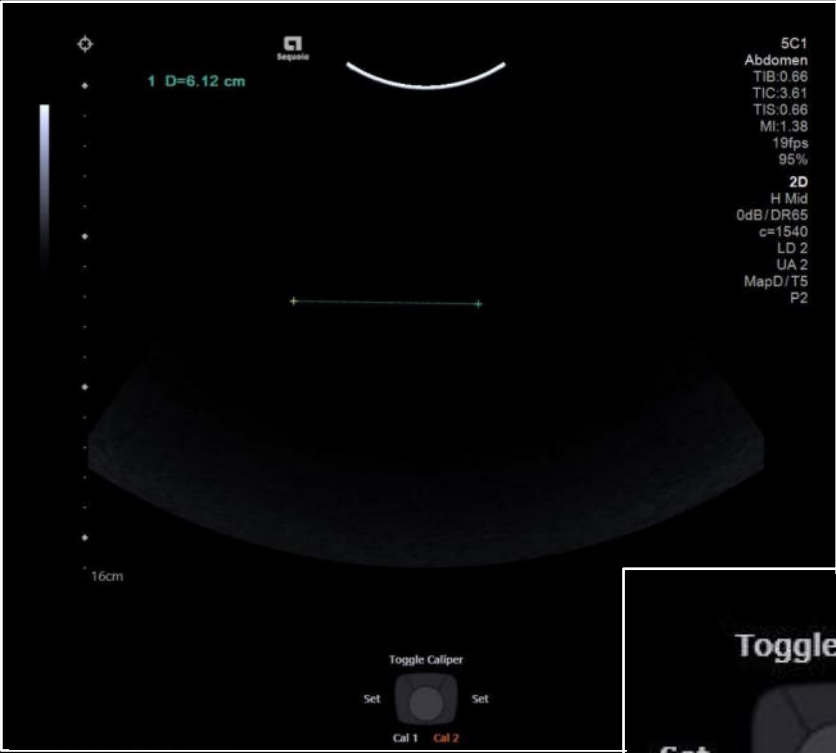 Sequoia
1 D=6.12 cm
5C1
Abdomen
TIB:0.66
TIC:3.61
TIS:0.66
MI:1.38
19fps
95%
2D
H Mid
0dB/DR65
c=1540
LD 2
UA 2
MapD/T5
P2
16cm
Toggle Caliper
Set Set
Cal 1 Cal 2
Toggle